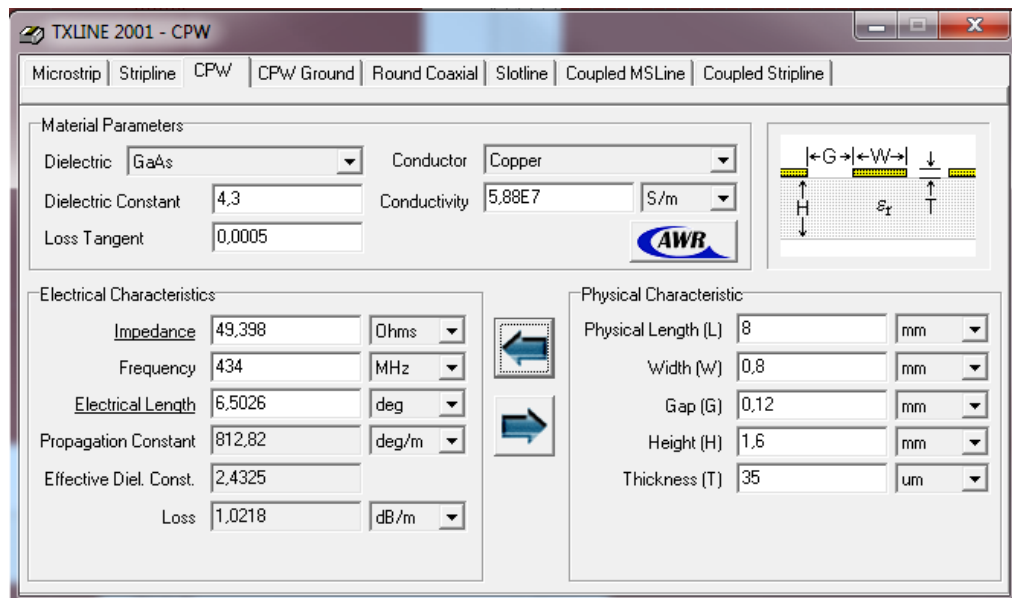 TXLINE 2001 - CPW
Microstrip Stripline CPW CPW Ground Round Coaxial Slotline Coupled MSLine Coupled Stripline
Material Parameters
Dielectric GaAs Conductor Copper
Dielectric Constant 4,3 Conductivity 5,88E7 S/m
Loss Tangent 0,0005 AWR
G W
H εr T
Electrical Characteristics
Impedance 49,398 Ohms
Frequency 434 MHz
Electrical Length 6,5026 deg
Propagation Constant 812,82 deg/m
Effective Diel. Const. 2,4325
Loss 1,0218 dB/m
Physical Characteristic
Physical Length (L) 8 mm
Width (W) 0,8 mm
Gap (G) 0,12 mm
Height (H) 1,6 mm
Thickness (T) 35 um